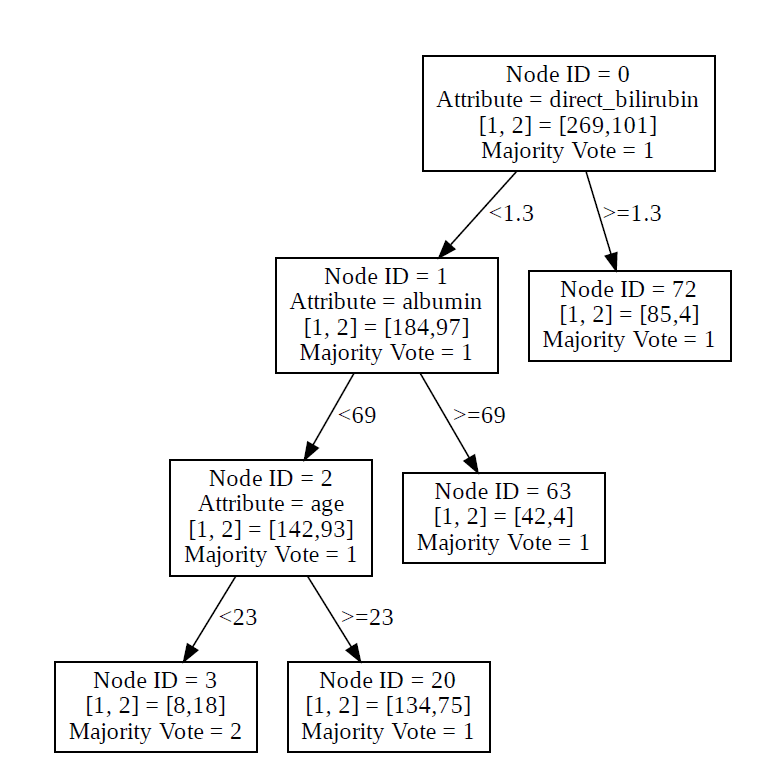 Node ID = 0
Attribute = direct_bilirubin
[1, 2] = [269,101]
Majority Vote = 1
<1.3
>=1.3
Node ID = 1
Attribute = albumin
[1, 2] = [184,97]
Majority Vote = 1
Node ID = 72
[1, 2] = [85,4]
Majority Vote = 1
<69
>=69
Node ID = 2
Attribute = age
[1, 2] = [142,93]
Majority Vote = 1
Node ID = 63
[1, 2] = [42,4]
Majority Vote = 1
<23
>=23
Node ID = 3
[1, 2] = [8,18]
Majority Vote = 2
Node ID = 20
[1, 2] = [134,75]
Majority Vote = 1